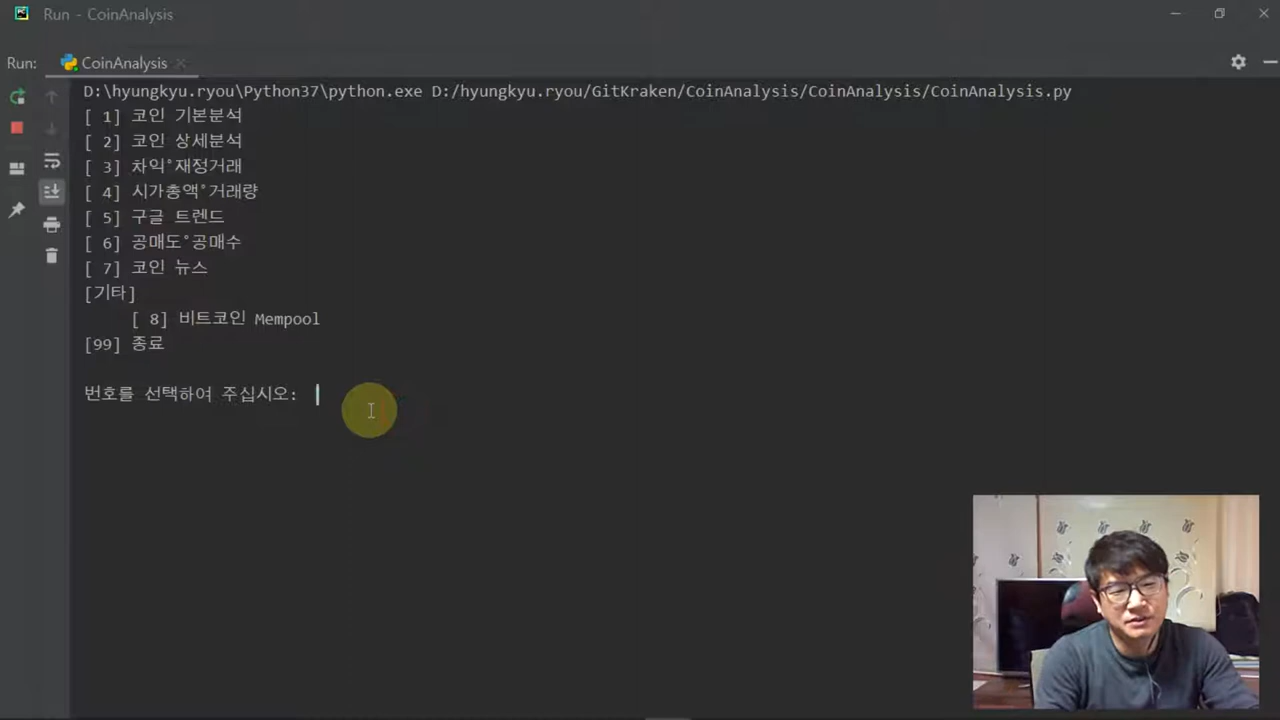 Run - CoinAnalysis
Run: CoinAnalysis
D:\hyungkyu.ryou\Python37\python.exe D:/hyungkyu.ryou/GitKraken/CoinAnalysis/CoinAnalysis/CoinAnalysis.py
[ 1] 코인 기본분석
[ 2] 코인 상세분석
[ 3] 차익°재정거래
[ 4] 시가총액°거래량
[ 5] 구글 트렌드
[ 6] 공매도°공매수
[ 7] 코인 뉴스
[기타]
[ 8] 비트코인 Mempool
[99] 종료
번호를 선택하여 주십시오: